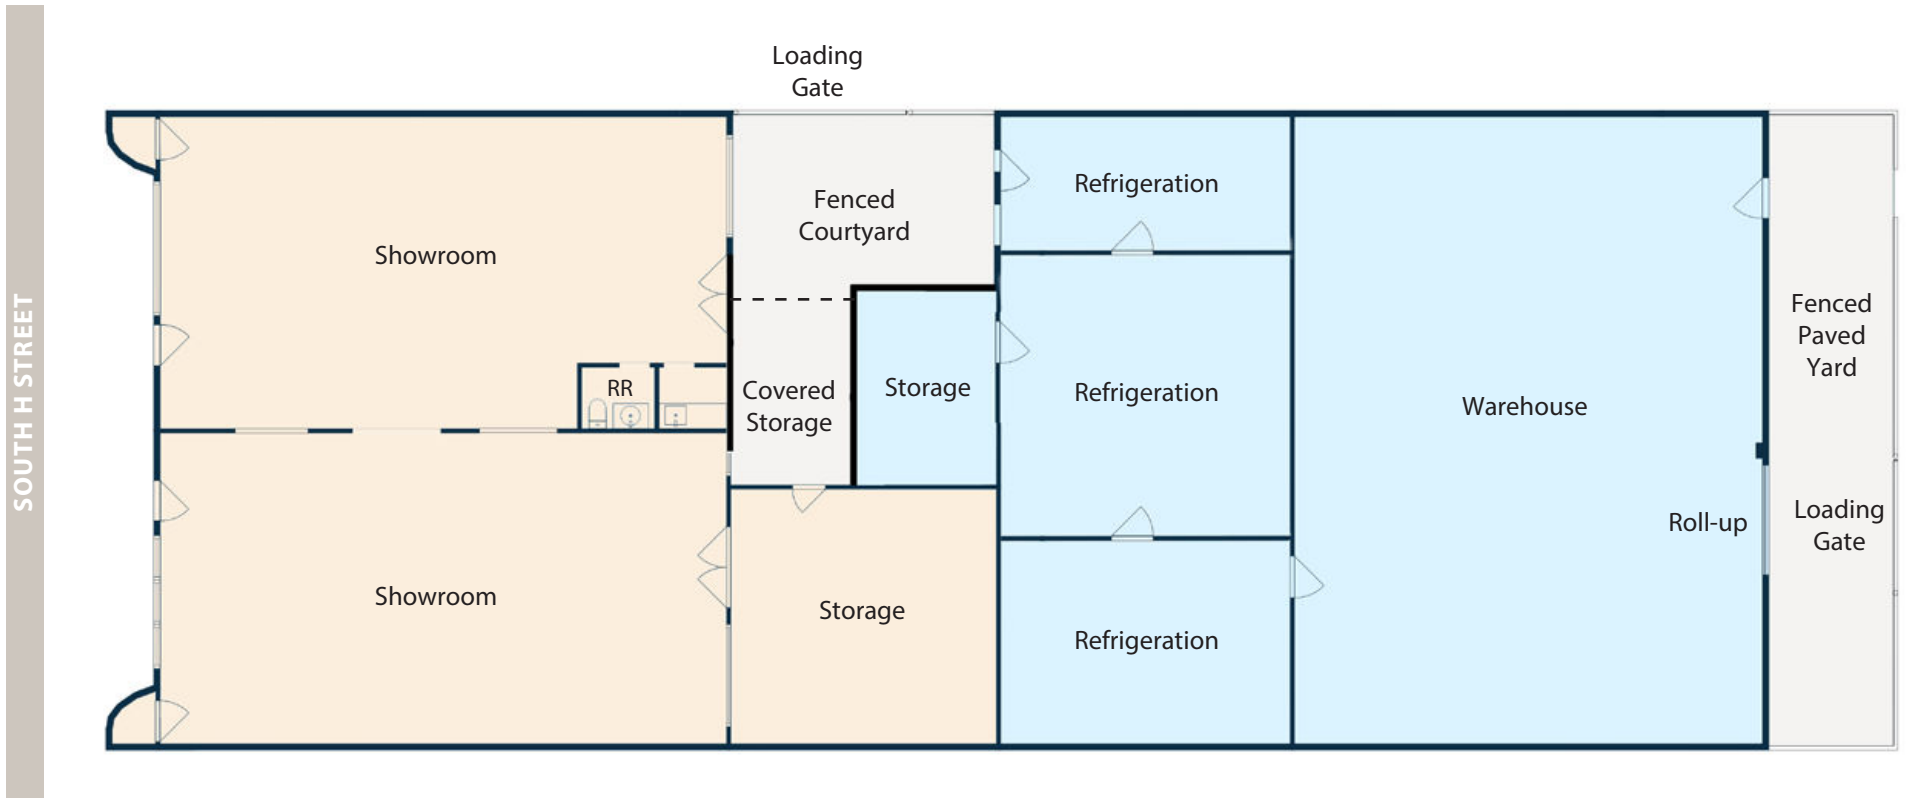 SOUTH H STREET
Loading
Gate
Showroom
RR
Showroom
Fenced
Courtyard
Covered
Storage
Storage
Storage
Refrigeration
Refrigeration
Refrigeration
Warehouse
Roll-up
Fenced
Paved
Yard
Loading
Gate